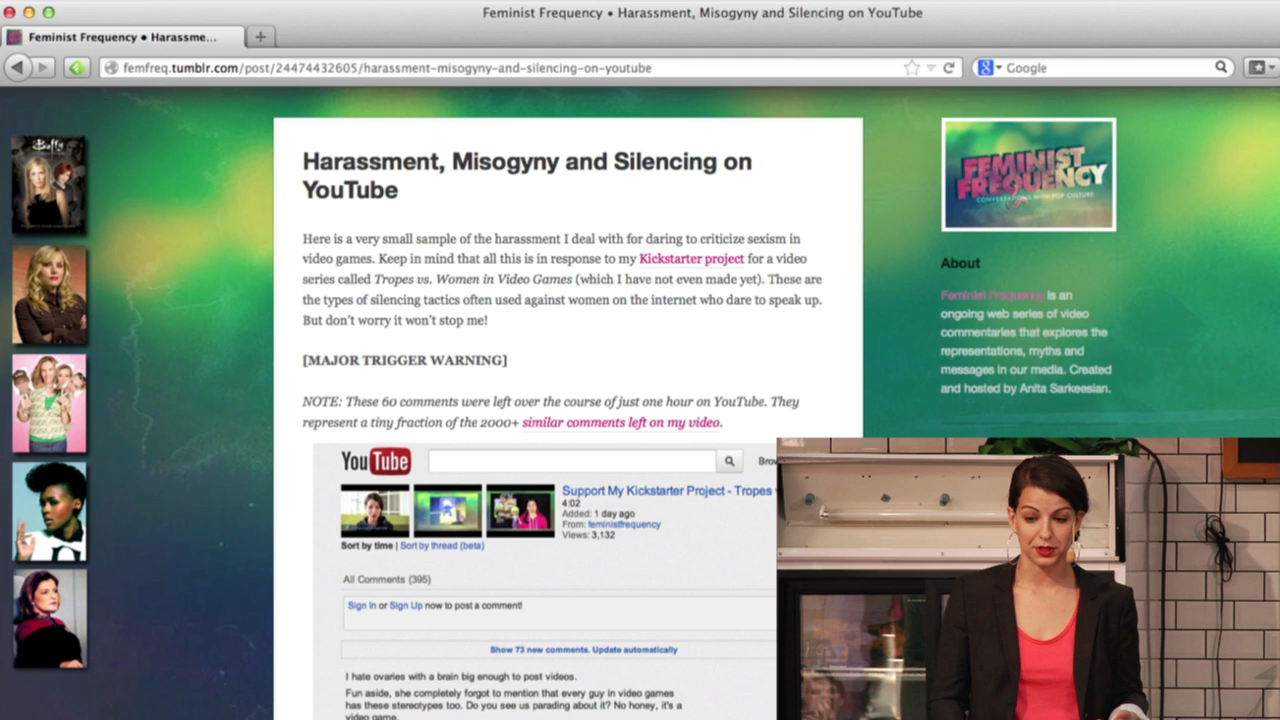 Feminist Frequency • Harassment, Misogyny and Silencing on YouTube
Feminist Frequency • Harassme...
femfreq.tumblr.com/post/24474432605/harassment-misogyny-and-silencing-on-youtube
Google
Buffy
Harassment, Misogyny and Silencing on
YouTube
Here is a very small sample of the harassment I deal with for daring to criticize sexism in
video games. Keep in mind that all this is in response to my Kickstarter project for a video
series called Tropes vs. Women in Video Games (which I have not even made yet). These are
the types of silencing tactics often used against women on the internet who dare to speak up.
But don't worry it won't stop me!
[MAJOR TRIGGER WARNING]
NOTE: These 60 comments were left over the course of just one hour on YouTube. They
represent a tiny fraction of the 2000+ similar comments left on my video.
YouTube
Brow
Support My Kickstarter Project - Tropes
4:02
Added: 1 day ago
From: feministfrequency
Views: 3,132
Sort by time | Sort by thread (beta)
All Comments (395)
Sign In or Sign Up now to post a comment!
Show 73 new comments. Update automatically
I hate ovaries with a brain big enough to post videos.
Fun aside, she completely forgot to mention that every guy in video games
has these stereotypes too. Do you see us parading about it? No honey, it's a
video game.
FEMINIST
FREQUENCY
CONVERSATIONS WITH POP CULTURE
About
Feminist Frequency is an
ongoing web series of video
commentaries that explores the
representations, myths and
messages in our media. Created
and hosted by Anita Sarkeesian.